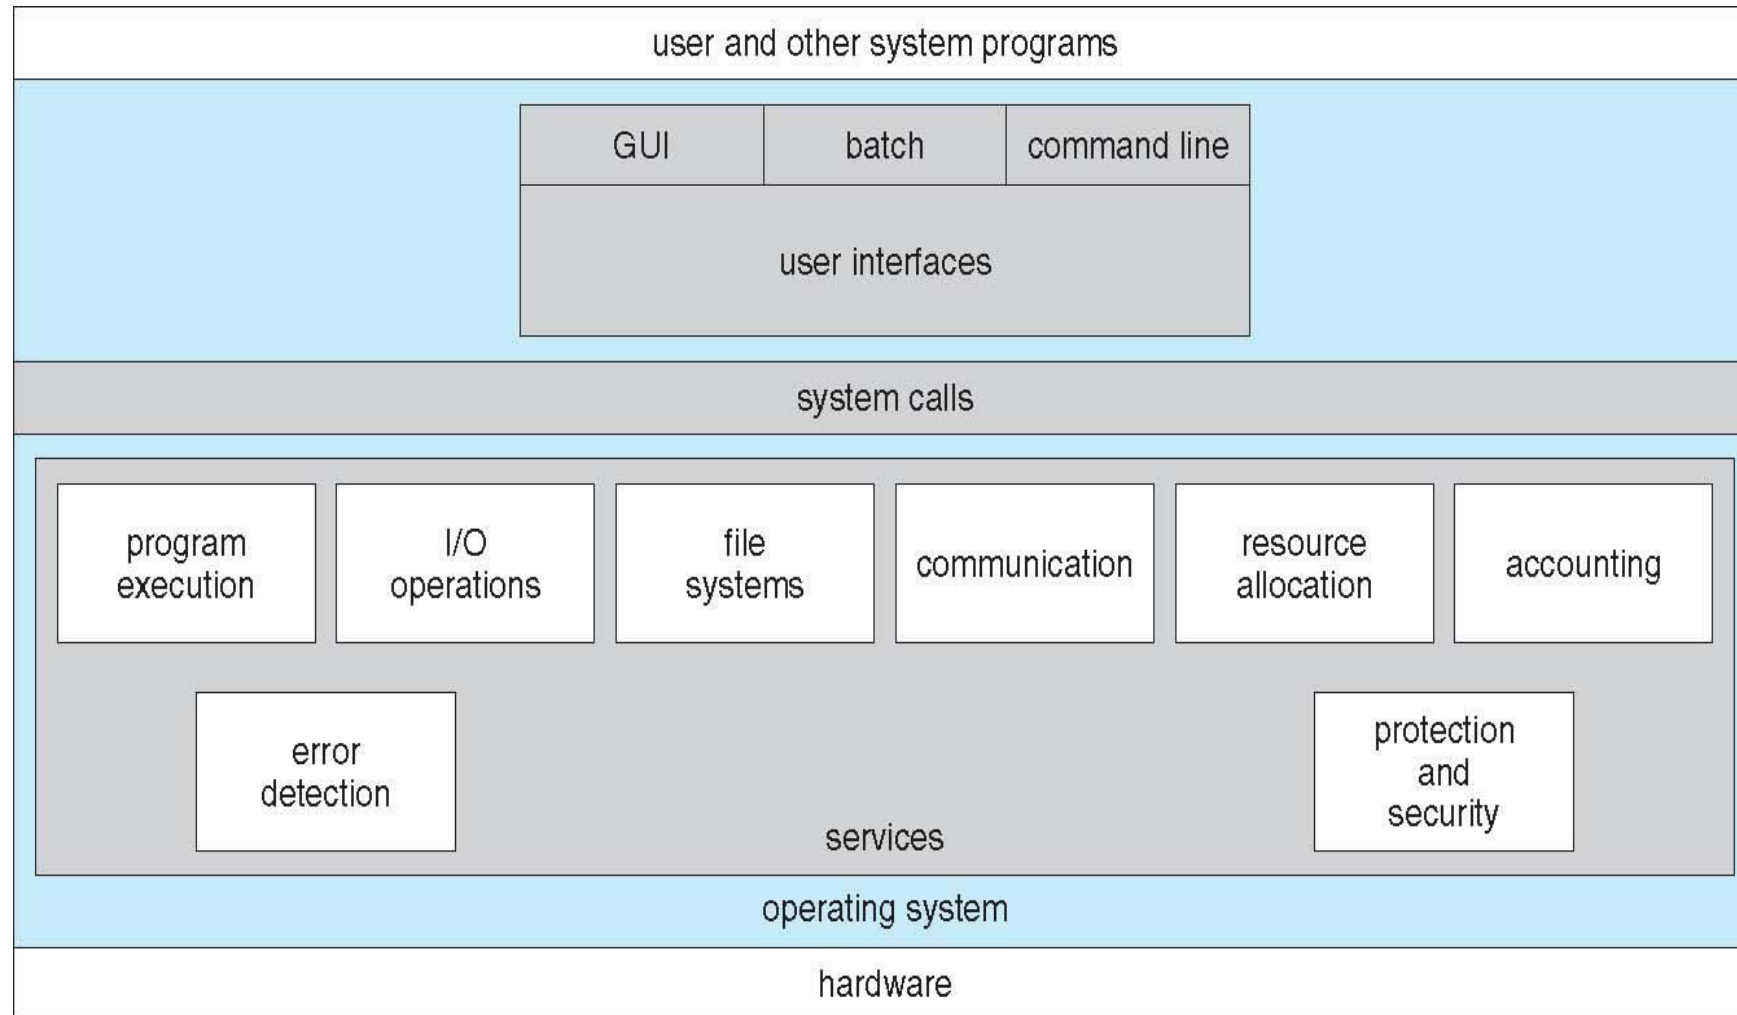 user and other system programs
GUI
batch
command line
user interfaces
system calls
program
execution
I/O
operations
file
systems
communication
resource
allocation
accounting
error
detection
protection
and
security
services
operating system
hardware